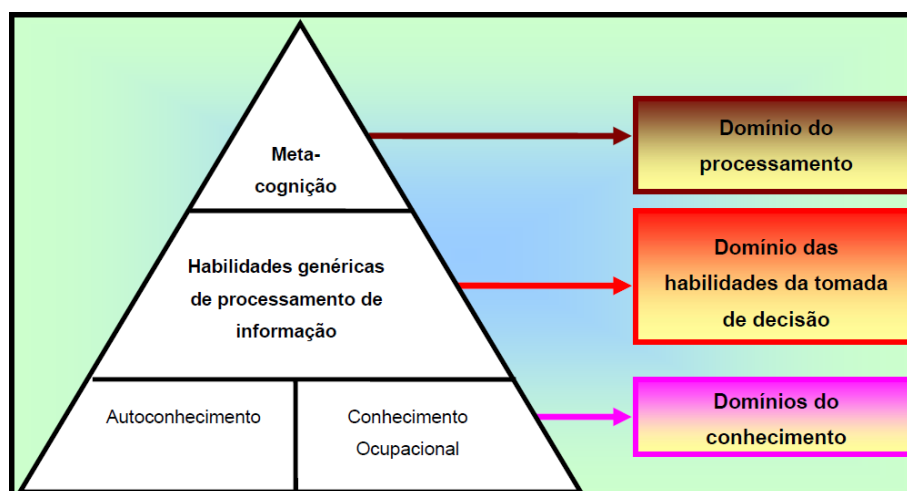 Meta-
cognição
Domínio do
processamento
Habilidades genéricas
de processamento de
informação
Domínio das
habilidades da tomada
de decisão
Autoconhecimento
Conhecimento
Ocupacional
Domínios do
conhecimento